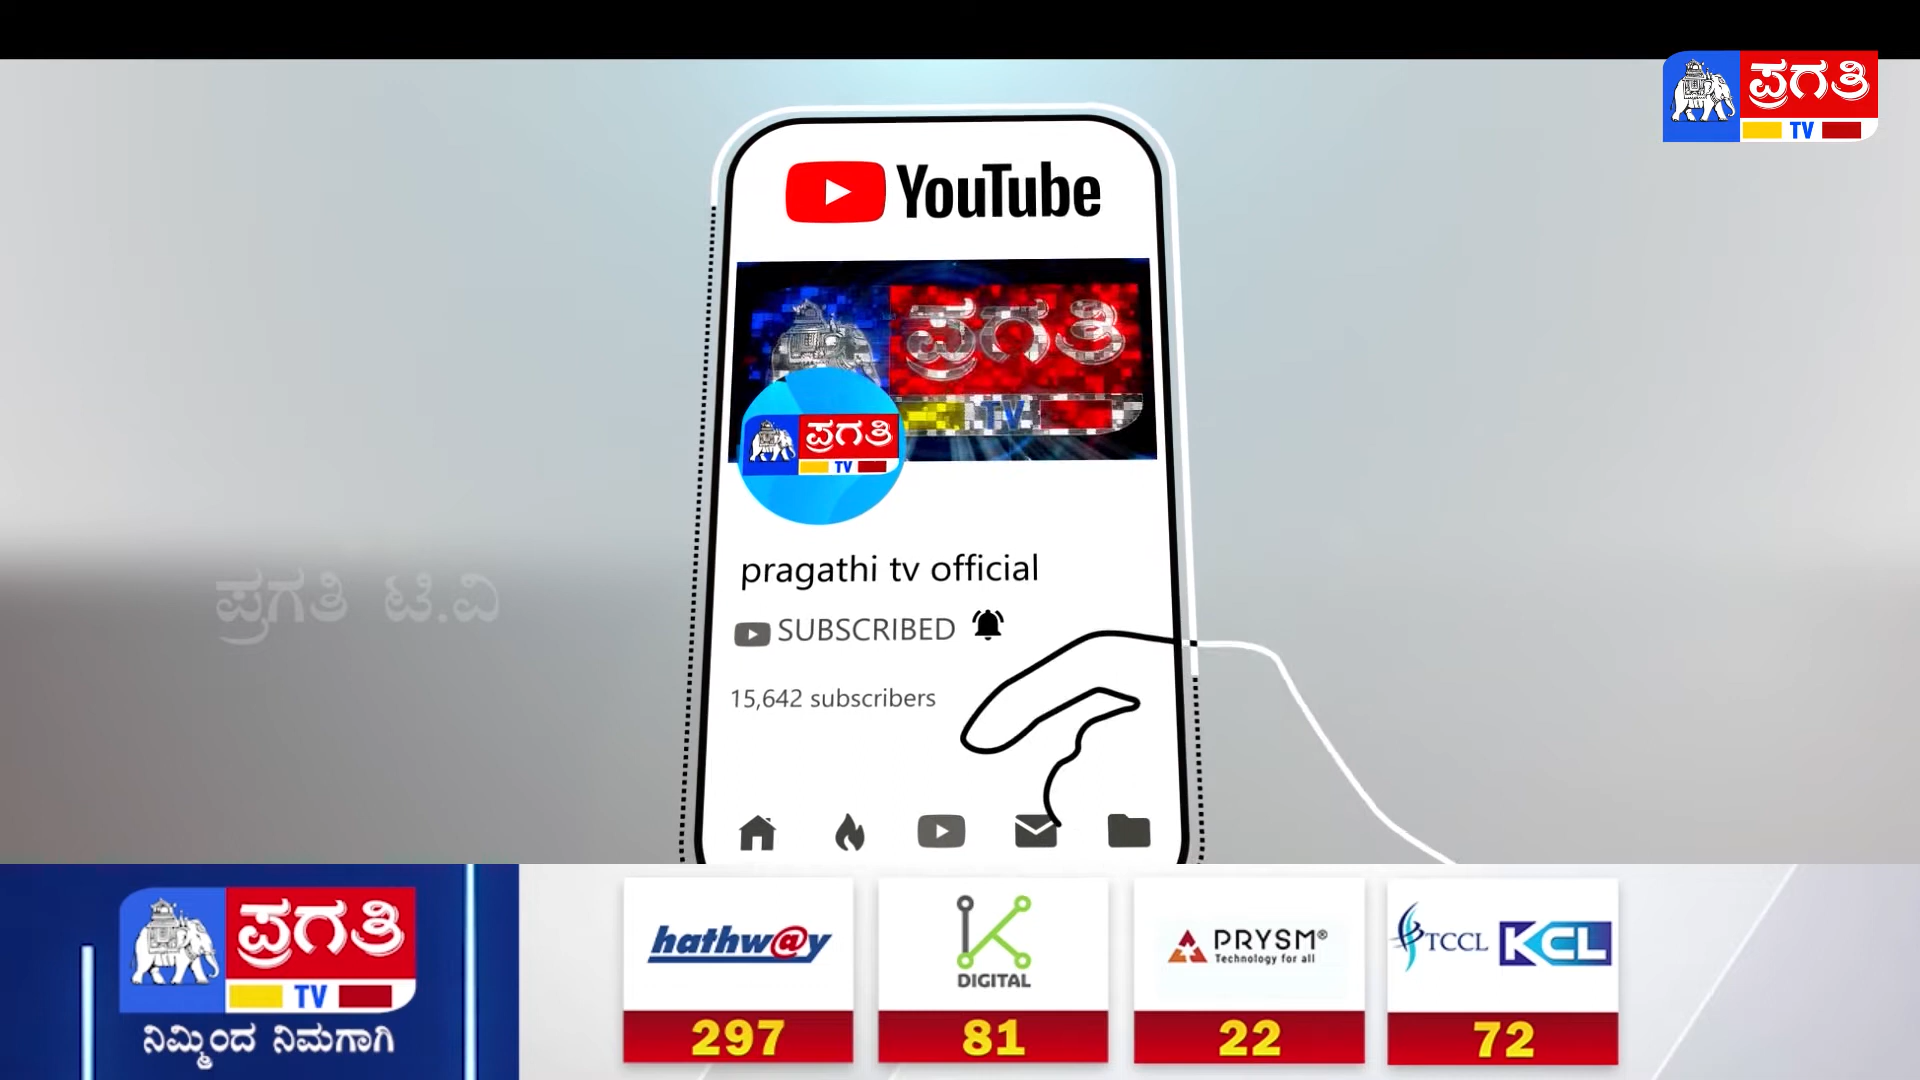 ಪ್ರಗತಿ
TV
YouTube
ಪ್ರಗತಿ
TV
ಪ್ರಗತಿ
TV
pragathi tv official
SUBSCRIBED
15,642 subscribers
ಪ್ರಗತಿ ಟಿ.ವಿ
ಪ್ರಗತಿ
TV
ನಿಮ್ಮಿಂದ ನಿಮಗಾಗಿ
hathw@y
297
K
DIGITAL
81
PRYSM®
Technology for all
22
TCCL KCL
72